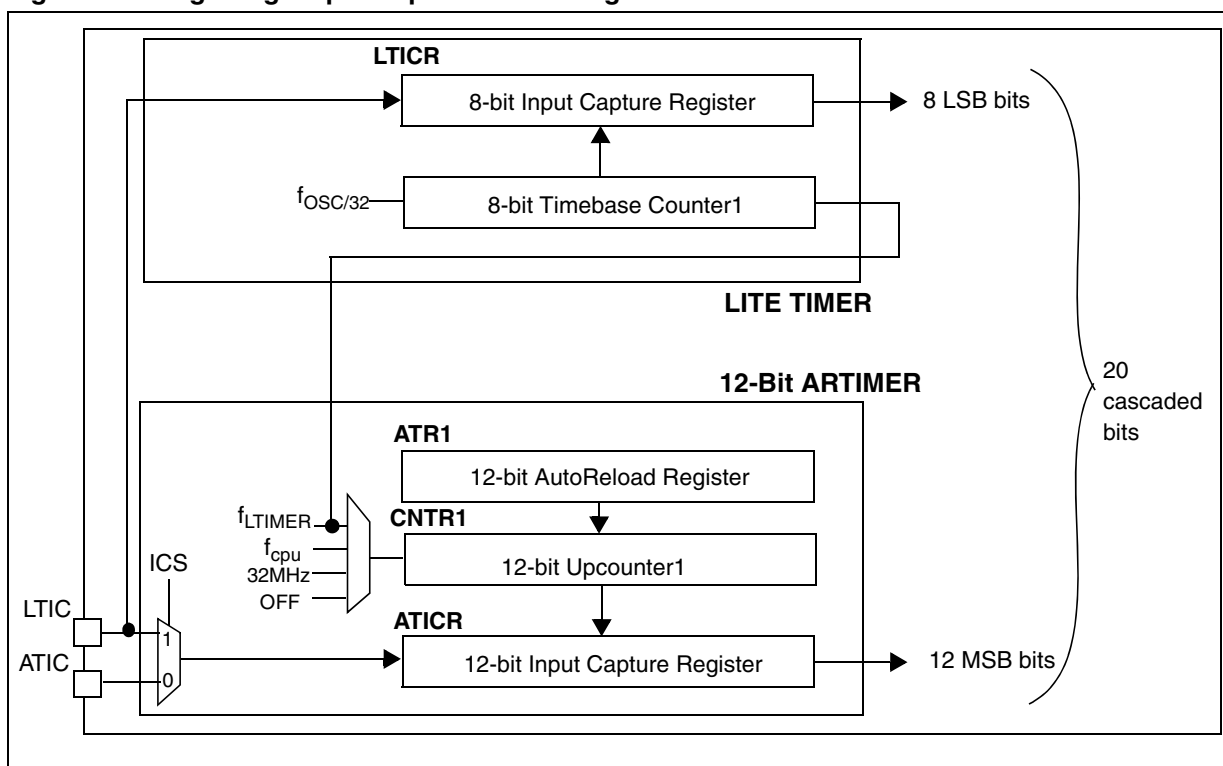 LTICR
8-bit Input Capture Register
8 LSB bits
fOSC/32
8-bit Timebase Counter1
LITE TIMER
12-Bit ARTIMER
20
cascaded
bits
ATR1
12-bit AutoReload Register
fLTIMER
CNTR1
fcpu
12-bit Upcounter1
ICS
32MHz
OFF
LTIC
1
ATICR
ATIC
0
12-bit Input Capture Register
12 MSB bits